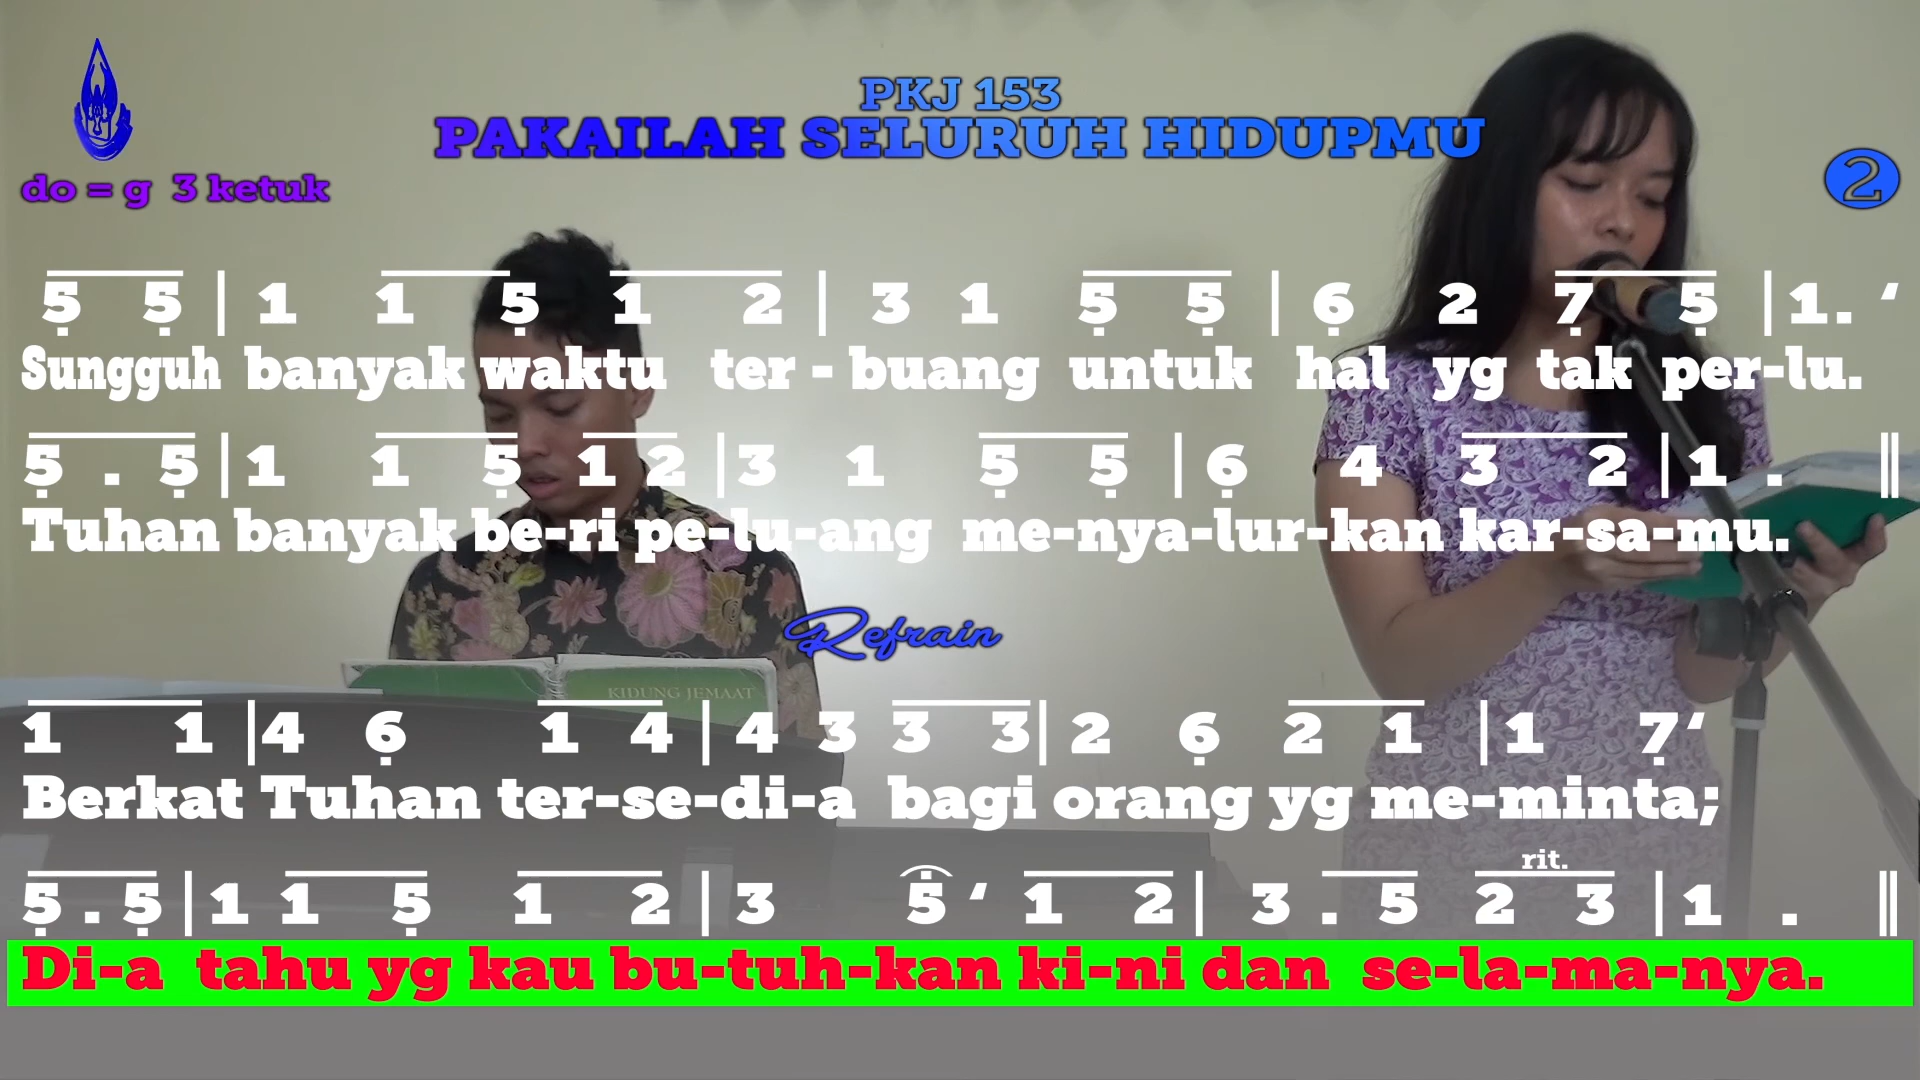 PKJ 153
PAKAILAH SELURUH HIDUPMU
do = g 3 ketuk
2
5̣ 5̣ | 1 1 5̣ 1 2 | 3 1 5̣ 5̣ | 6̣ 2 7̣ 5̣ | 1. ‘
Sungguh banyak waktu ter - buang untuk hal yg tak per-lu.
5̣ . 5̣ | 1 1 5̣ 1 2 | 3 1 5̣ 5̣ | 6̣ 4 3 2 | 1 . ‖
Tuhan banyak be-ri pe-lu-ang me-nya-lur-kan kar-sa-mu.
Refrain
KIDUNG JEMAAT
1 1 | 4 6̣ 1 4 | 4 3 3 3 | 2 6̣ 2 1 | 1 7̣ ‘
Berkat Tuhan ter-se-di-a bagi orang yg me-minta;
rit.
5̣ . 5̣ | 1 1 5̣ 1 2 | 3 5̣ ‘ 1 2 | 3 . 5 2 3 | 1 . ‖
Di-a tahu yg kau bu-tuh-kan ki-ni dan se-la-ma-nya.